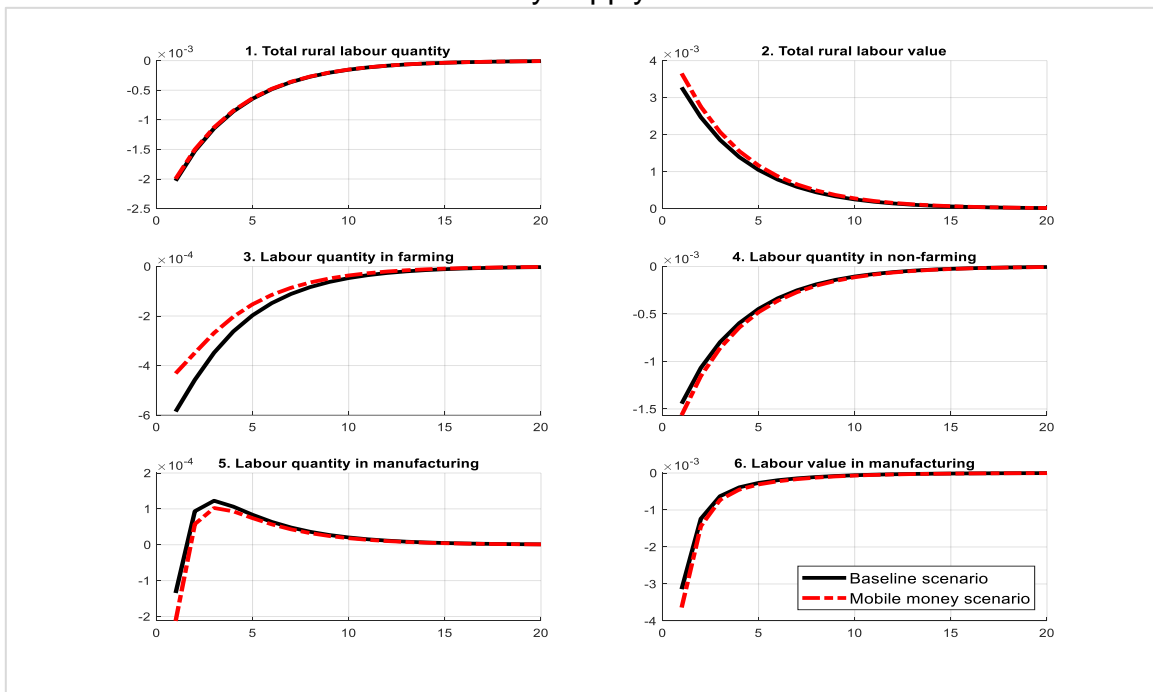 y supply
1. Total rural labour quantity
×10⁻³
0
-0.5
-1
-1.5
-2
-2.5
0 5 10 15 20
2. Total rural labour value
×10⁻³
4
3
2
1
0
0 5 10 15 20
3. Labour quantity in farming
×10⁻⁴
0
-2
-4
-6
0 5 10 15 20
4. Labour quantity in non-farming
×10⁻³
0
-0.5
-1
-1.5
0 5 10 15 20
5. Labour quantity in manufacturing
×10⁻⁴
2
1
0
-1
-2
0 5 10 15 20
6. Labour value in manufacturing
×10⁻³
0
-1
-2
-3
-4
0 5 10 15 20
Baseline scenario
Mobile money scenario